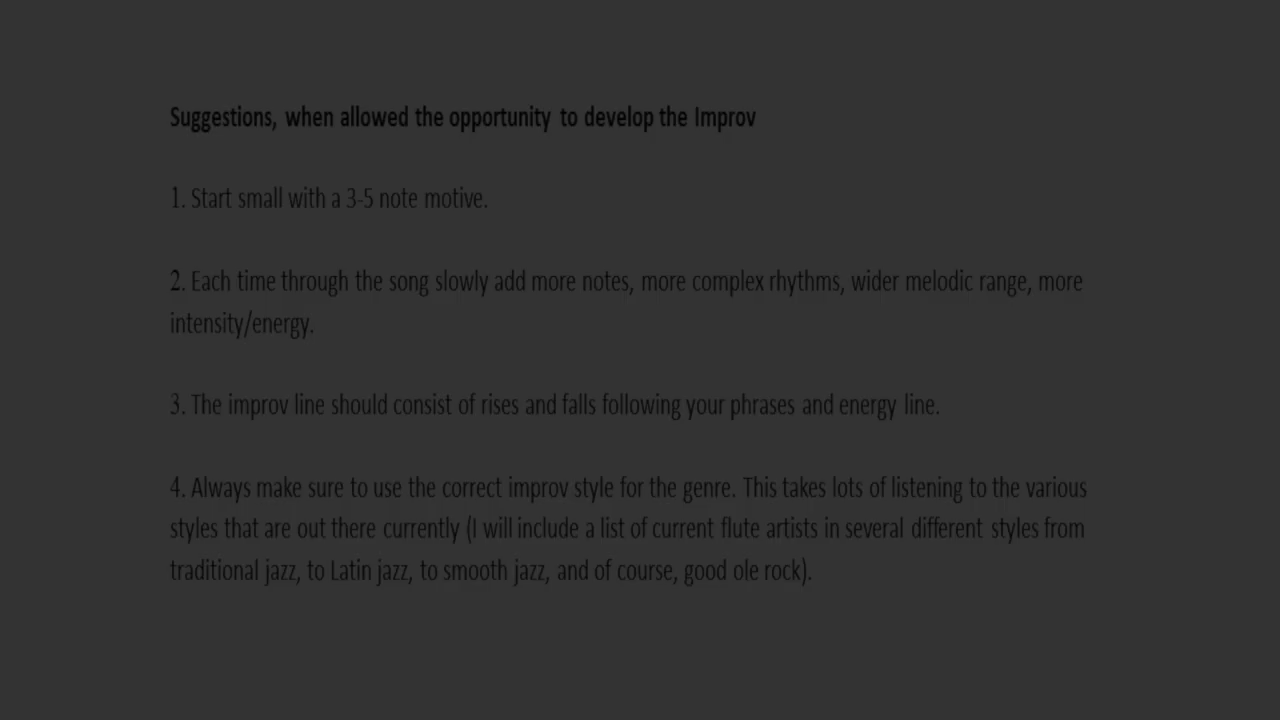 Suggestions, when allowed the opportunity to develop the Improv
1. Start small with a 3-5 note motive.
2. Each time through the song slowly add more notes, more complex rhythms, wider melodic range, more
intensity/energy.
3. The improv line should consist of rises and falls following your phrases and energy line.
4. Always make sure to use the correct improv style for the genre. This takes lots of listening to the various
styles that are out there currently (I will include a list of current flute artists in several different styles from
traditional jazz, to Latin jazz, to smooth jazz, and of course, good ole rock).